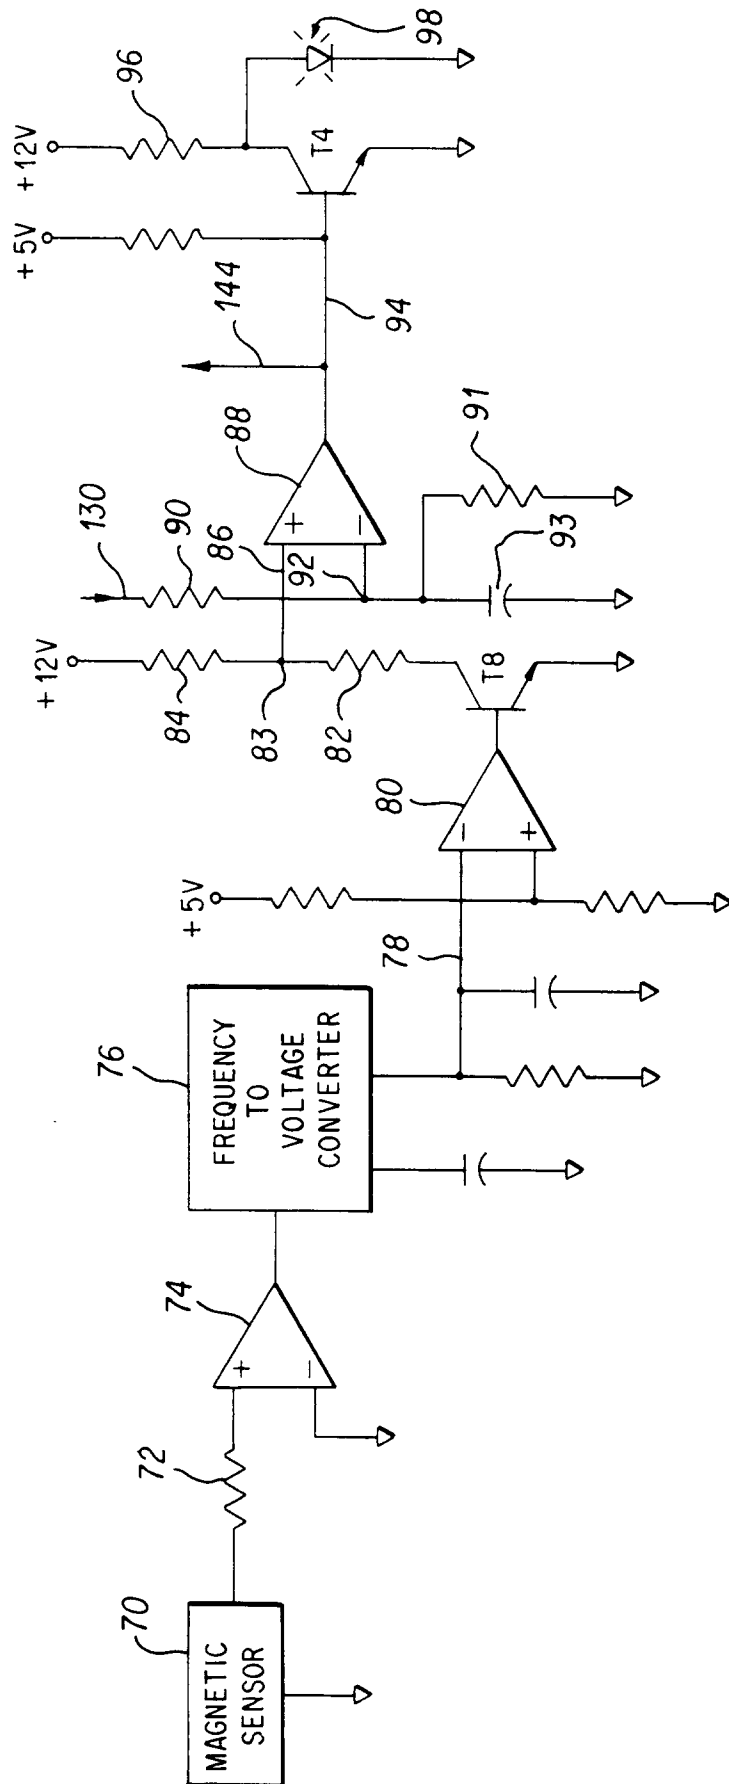 70
MAGNETIC
SENSOR
72
74
+
−
76
FREQUENCY
TO
VOLTAGE
CONVERTER
78
+5V
80
−
+
+12V
84
83
82
T8
130
90
86
92
88
+
−
91
93
144
94
+5V
+12V
96
T4
98